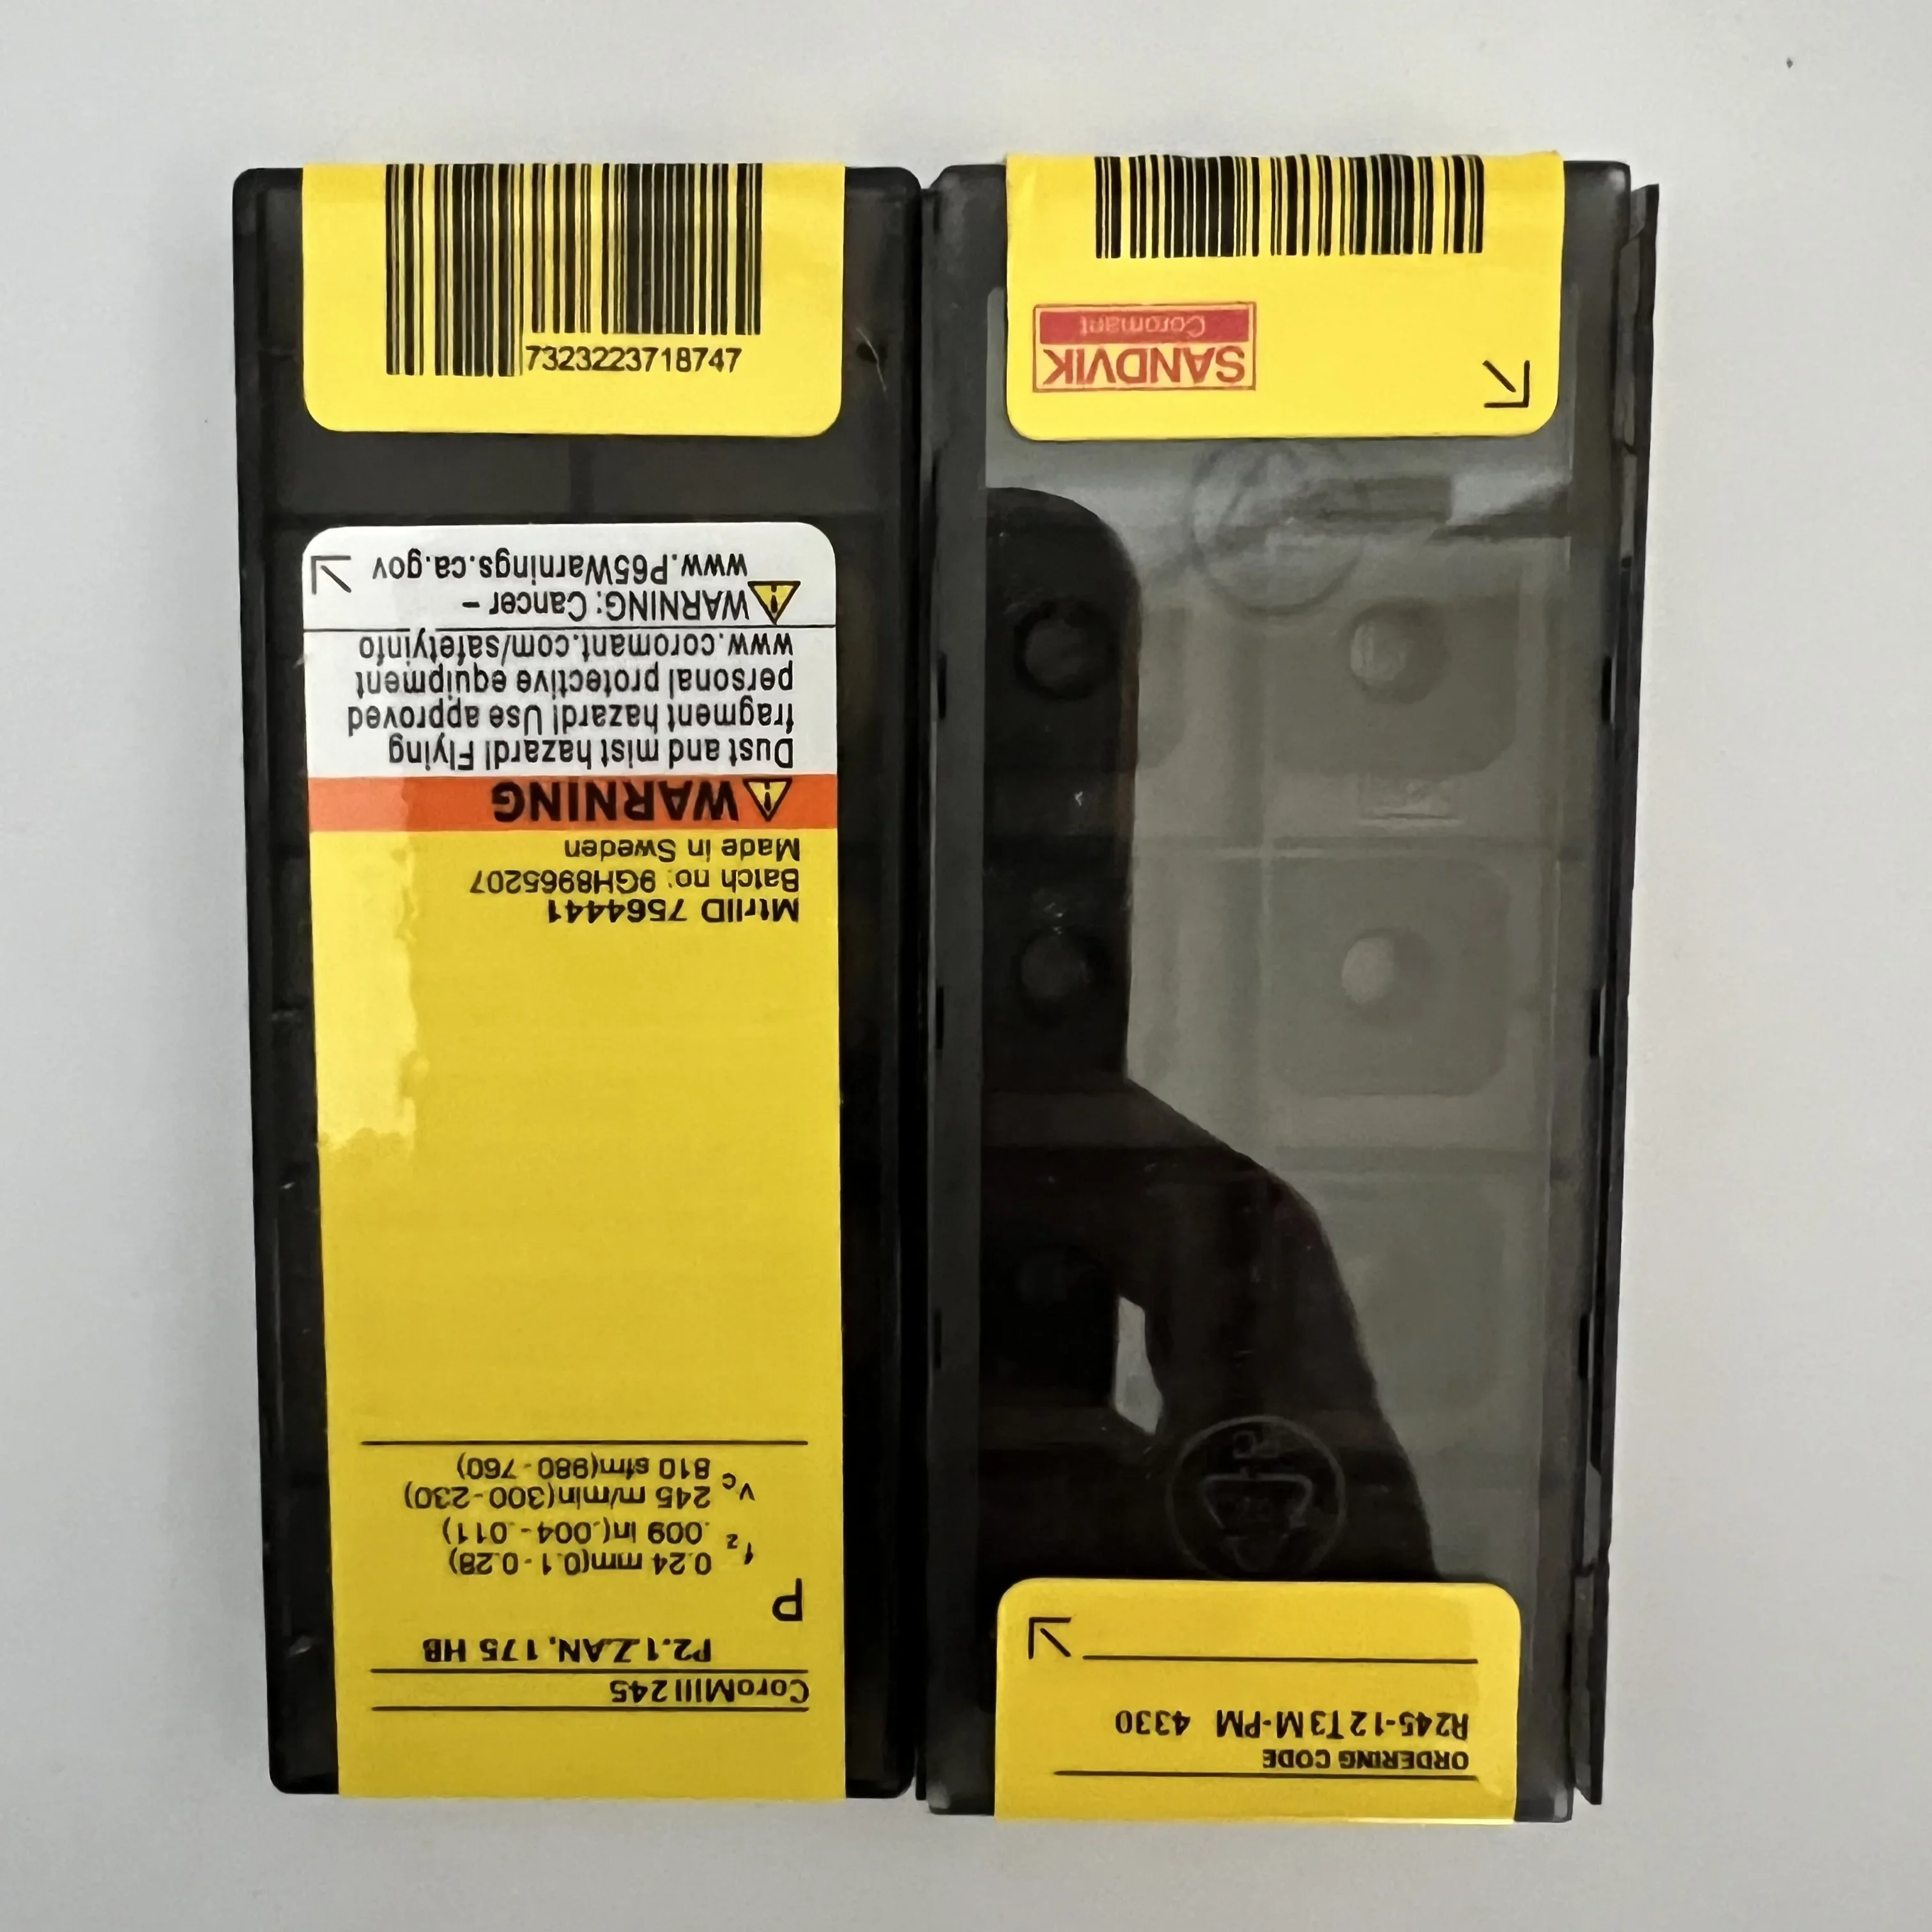 7323223718747
CoroMill 245
P2.1.Z.AN, 175 HB
P
fz 0.24 mm(0.1-0.28)
.009 in(.004-.011)
vc 245 m/min(300-230)
810 sfm(980-760)
MtrlID 7564441
Batch no: 9GH8965207
Made in Sweden
WARNING
Dust and mist hazard! Flying
fragment hazard! Use approved
personal protective equipment
www.coromant.com/safetyinfo
WARNING: Cancer –
www.P65Warnings.ca.gov
ORDERING CODE
R245-12T3M-PM 4330
PC
SANDVIK
Coromant